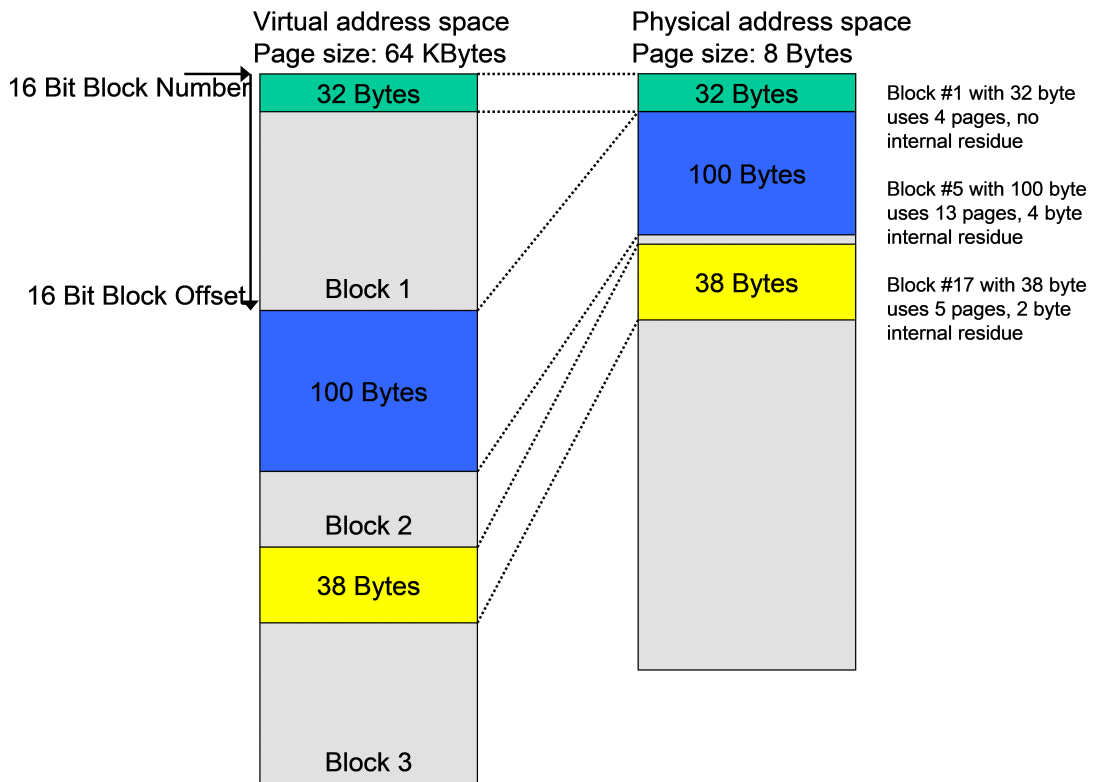 Virtual address space
Page size: 64 KBytes
Physical address space
Page size: 8 Bytes
16 Bit Block Number
32 Bytes
32 Bytes
Block #1 with 32 byte
uses 4 pages, no
internal residue
100 Bytes
Block #5 with 100 byte
uses 13 pages, 4 byte
internal residue
16 Bit Block Offset
Block 1
38 Bytes
Block #17 with 38 byte
uses 5 pages, 2 byte
internal residue
100 Bytes
Block 2
38 Bytes
Block 3